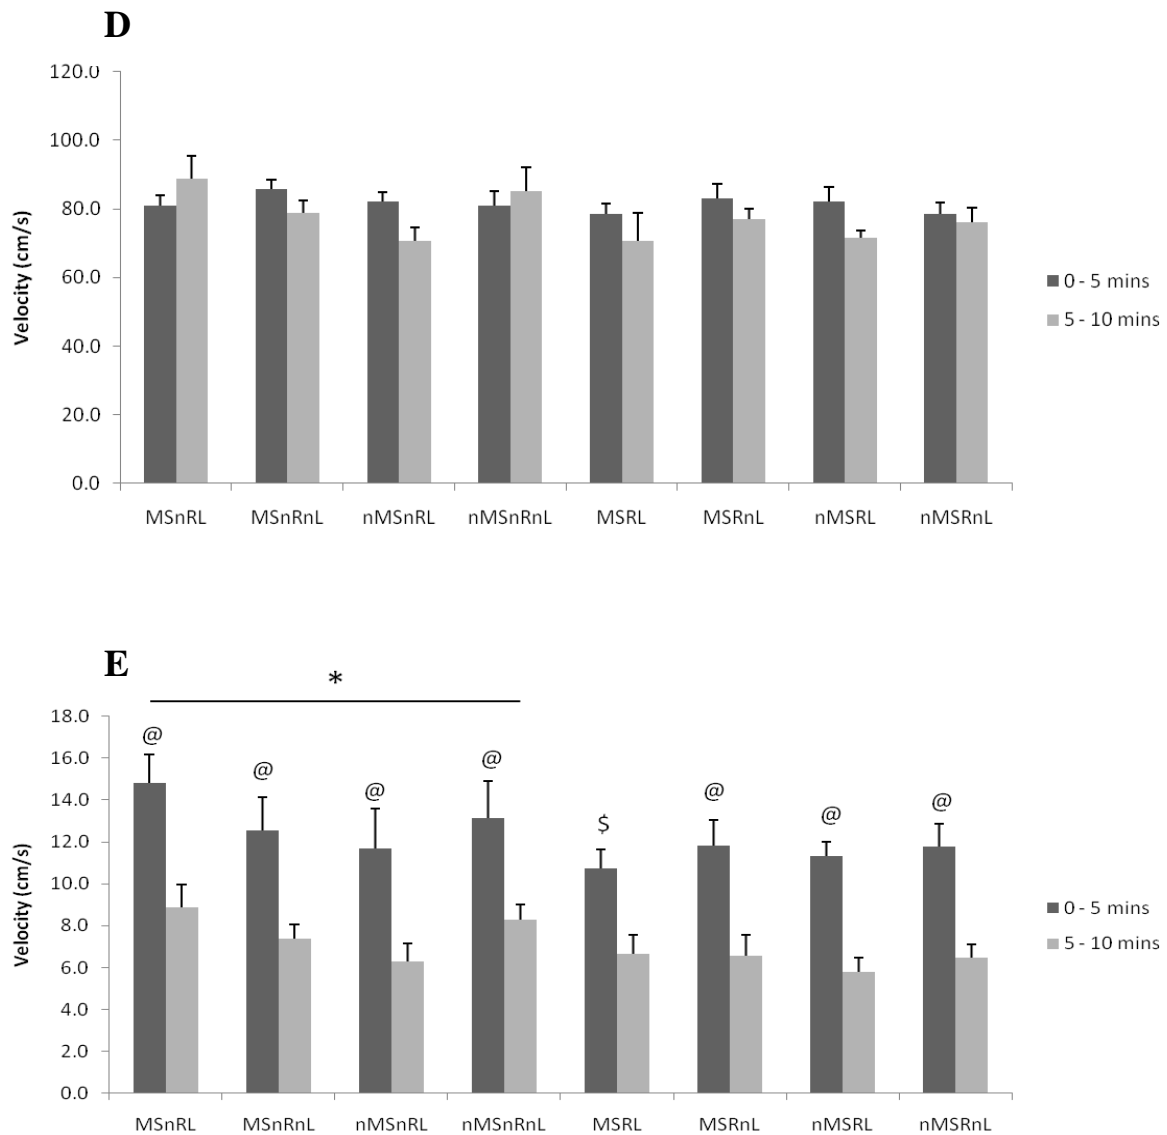 D
120.0
100.0
80.0
60.0
40.0
20.0
0.0
Velocity (cm/s)
MSnRL MSnRnL nMSnRL nMSnRnL MSRL MSRnL nMSRL nMSRnL
0 - 5 mins
5 - 10 mins
E
*
18.0
16.0
14.0
12.0
10.0
8.0
6.0
4.0
2.0
0.0
Velocity (cm/s)
@ @ @ @ $ @ @ @
MSnRL MSnRnL nMSnRL nMSnRnL MSRL MSRnL nMSRL nMSRnL
0 - 5 mins
5 - 10 mins